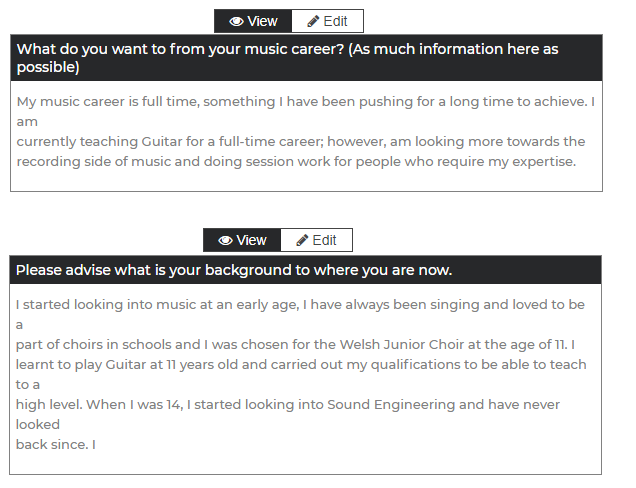 View Edit
What do you want to from your music career? (As much information here as
possible)
My music career is full time, something I have been pushing for a long time to achieve. I
am
currently teaching Guitar for a full-time career; however, am looking more towards the
recording side of music and doing session work for people who require my expertise.
View Edit
Please advise what is your background to where you are now.
I started looking into music at an early age, I have always been singing and loved to be
a
part of choirs in schools and I was chosen for the Welsh Junior Choir at the age of 11. I
learnt to play Guitar at 11 years old and carried out my qualifications to be able to teach
to a
high level. When I was 14, I started looking into Sound Engineering and have never
looked
back since. I